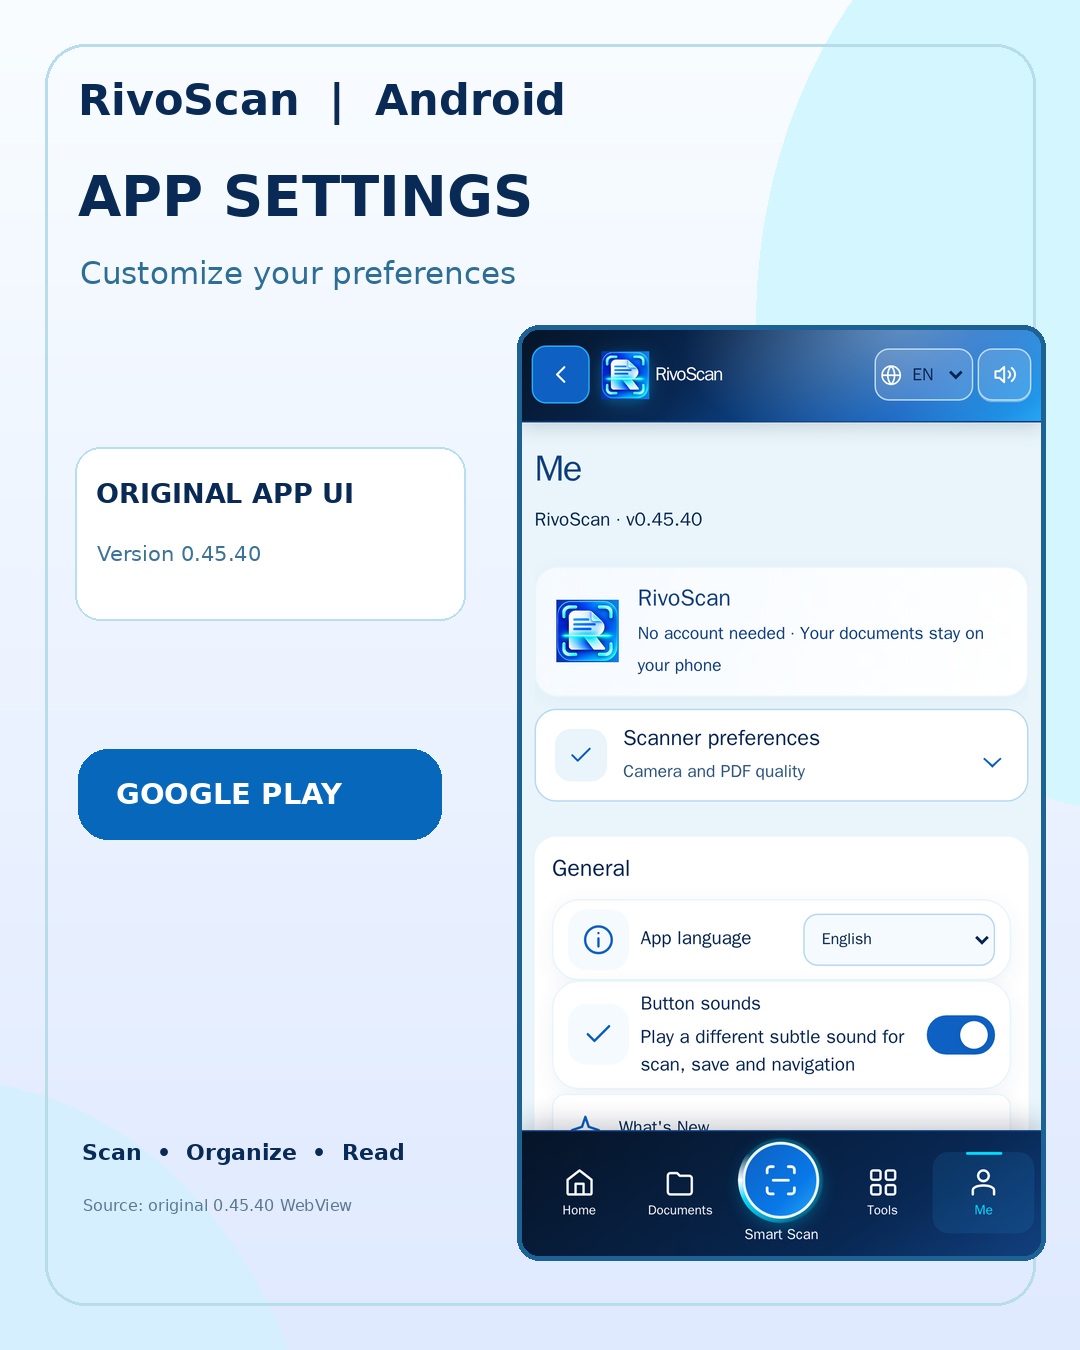 RivoScan | Android
APP SETTINGS
Customize your preferences
ORIGINAL APP UI
Version 0.45.40
GOOGLE PLAY
Scan • Organize • Read
Source: original 0.45.40 WebView
RivoScan
EN
Me
RivoScan · v0.45.40
RivoScan
No account needed · Your documents stay on
your phone
Scanner preferences
Camera and PDF quality
General
App language
English
Button sounds
Play a different subtle sound for
scan, save and navigation
What's New
Home
Documents
Smart Scan
Tools
Me